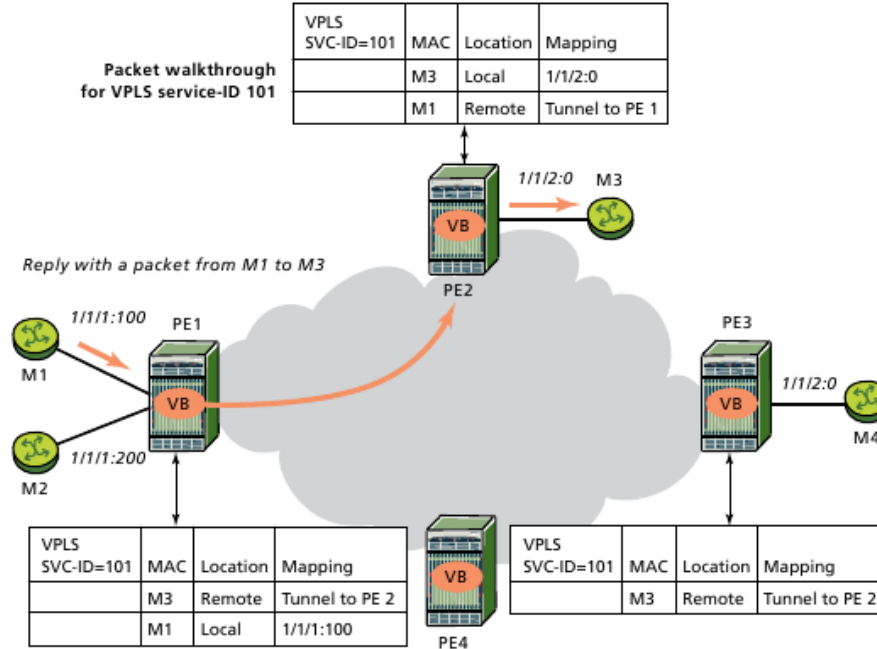 VPLS
SVC-ID=101 MAC Location Mapping
M3 Local 1/1/2:0
M1 Remote Tunnel to PE 1
Packet walkthrough
for VPLS service-ID 101
1/1/2:0
M3
VB
PE2
Reply with a packet from M1 to M3
1/1/1:100
PE1
M1
VB
1/1/1:200
M2
PE3
1/1/2:0
VB
M4
VPLS
SVC-ID=101 MAC Location Mapping
M3 Remote Tunnel to PE 2
M1 Local 1/1/1:100
VB
PE4
VPLS
SVC-ID=101 MAC Location Mapping
M3 Remote Tunnel to PE 2